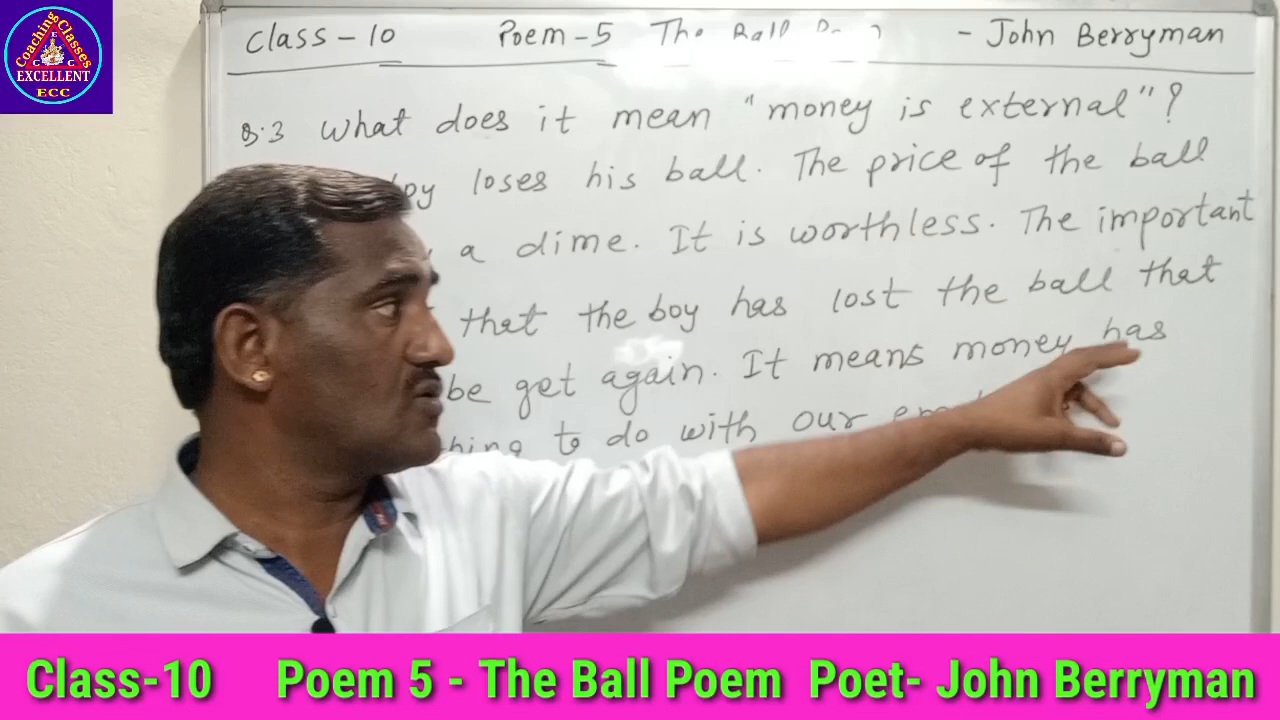 Coaching Classes
EXCELLENT
ECC
Class-10 Poem-5 The Ball - John Berryman
Q.3 What does it mean "money is external"?
loses his ball. The price of the ball
a dime. It is worthless. The important
that the boy has lost the ball that
be get again. It means money has
to do with our
Class-10 Poem 5 - The Ball Poem Poet- John Berryman